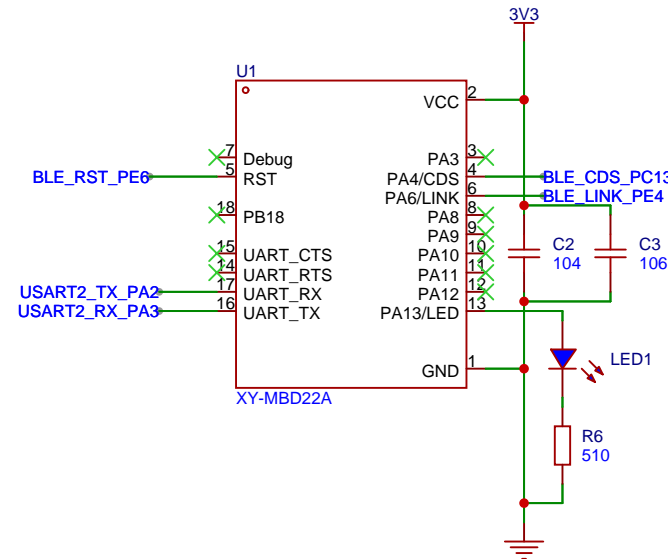 3V3
U1
2
VCC
7
Debug
3
PA3
BLE_RST_PE6
5
RST
4
PA4/CDS
BLE_CDS_PC13
6
PA6/LINK
BLE_LINK_PE4
18
PB18
8
PA8
9
PA9
15
UART_CTS
10
PA10
C2
104
C3
106
14
UART_RTS
11
PA11
USART2_TX_PA2
17
UART_RX
12
PA12
USART2_RX_PA3
16
UART_TX
13
PA13/LED
LED1
1
GND
XY-MBD22A
R6
510